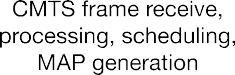 CMTS frame receive,
processing, scheduling,
MAP generation